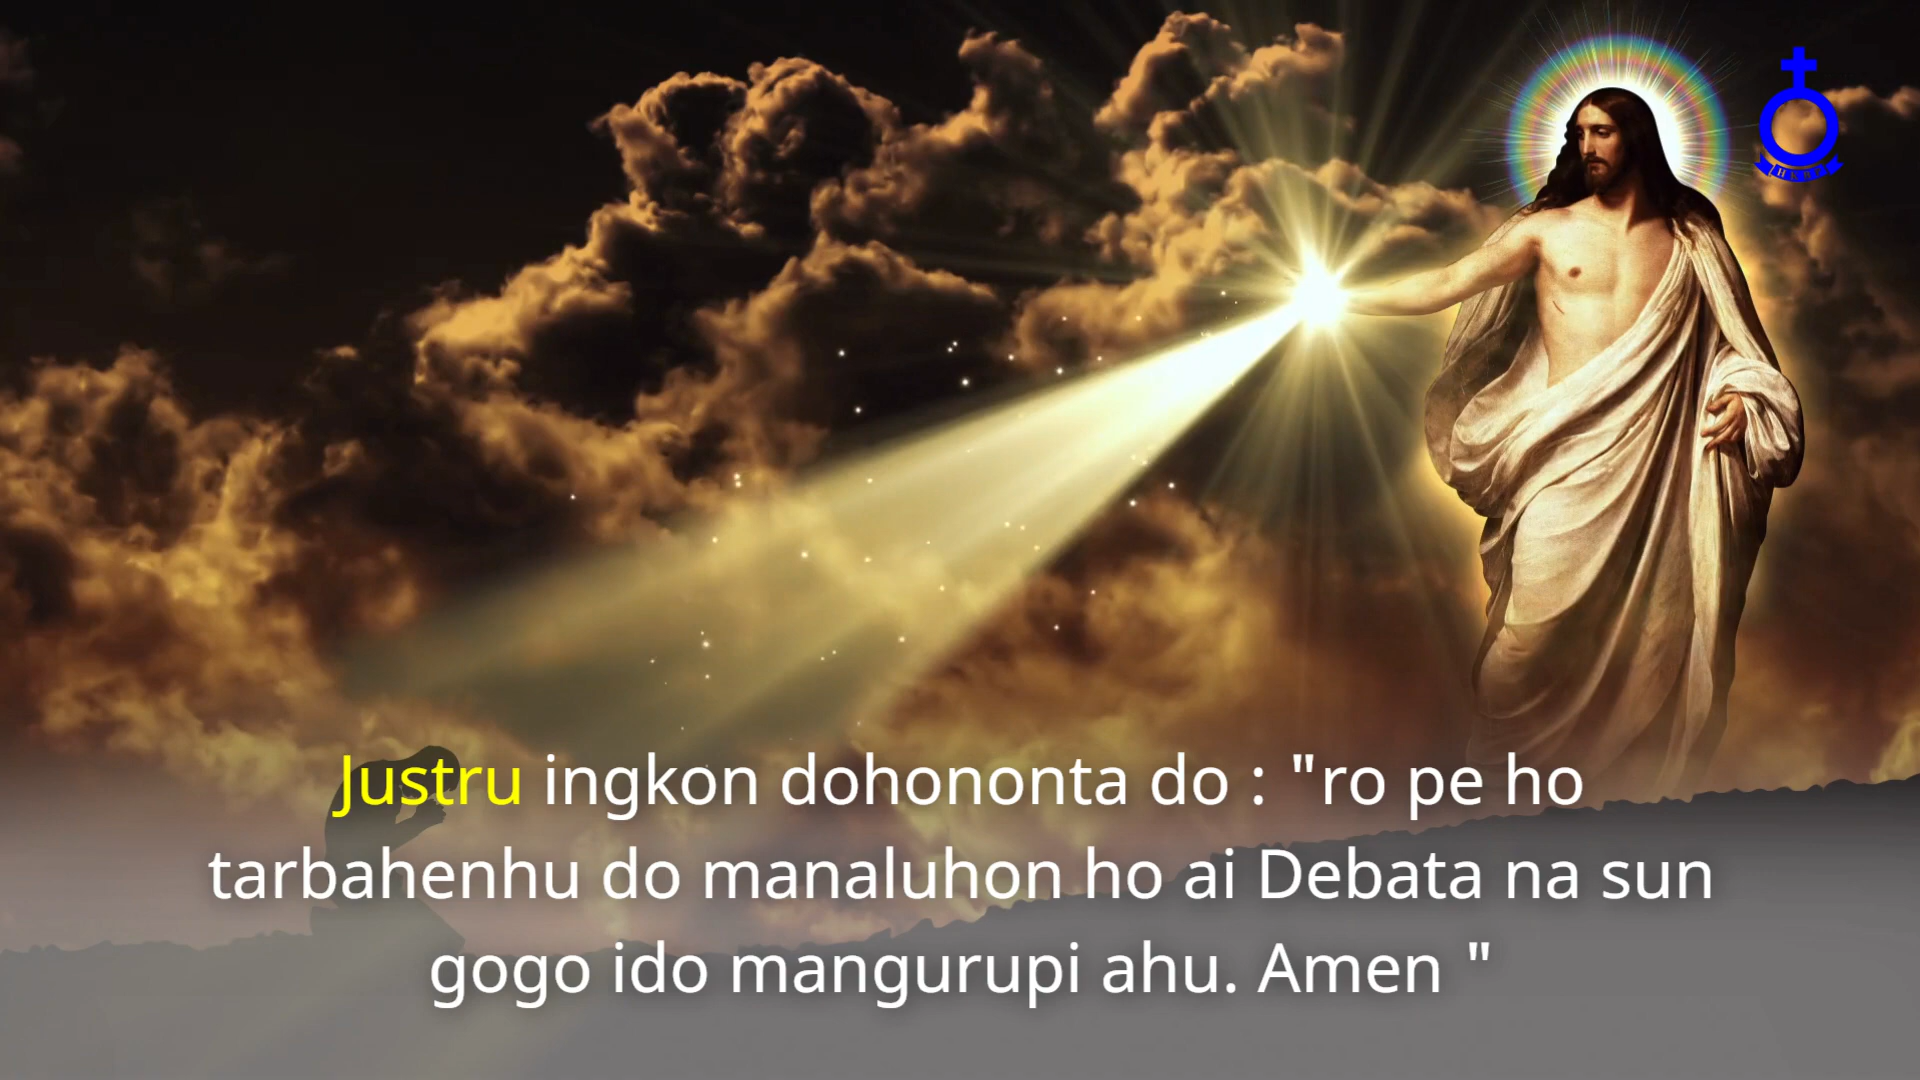 HKBP
Justru ingkon dohononta do : "ro pe ho
tarbahenhu do manaluhon ho ai Debata na sun
gogo ido mangurupi ahu. Amen "